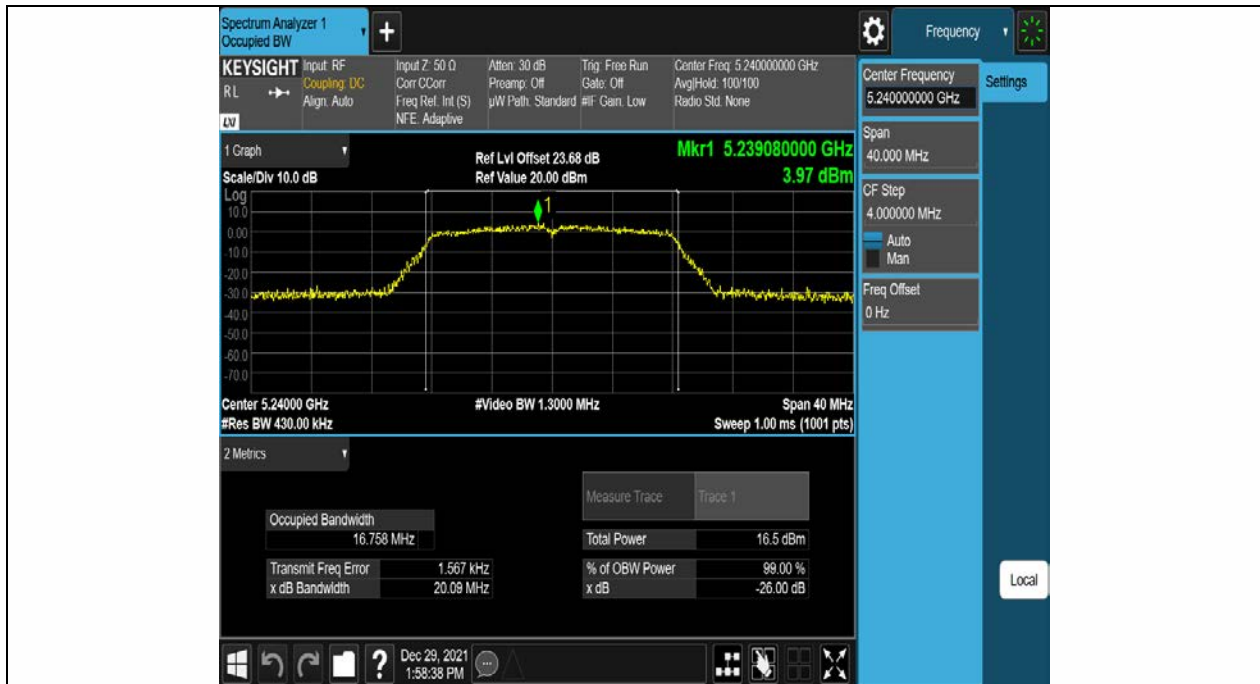 Spectrum Analyzer 1
Occupied BW
+
Frequency
KEYSIGHT
RL
LXI
Input: RF
Coupling: DC
Align: Auto
Input Z: 50 Ω
Corr CCorr
Freq Ref: Int (S)
NFE: Adaptive
Atten: 30 dB
Preamp: Off
µW Path: Standard
Trig: Free Run
Gate: Off
#IF Gain: Low
Center Freq: 5.240000000 GHz
Avg|Hold: 100/100
Radio Std: None
Center Frequency
5.240000000 GHz
Settings
Span
40.000 MHz
CF Step
4.000000 MHz
Auto
Man
Freq Offset
0 Hz
Local
1 Graph
Scale/Div 10.0 dB
Ref Lvl Offset 23.68 dB
Ref Value 20.00 dBm
Mkr1 5.239080000 GHz
3.97 dBm
Log
10.0
0.00
-10.0
-20.0
-30.0
-40.0
-50.0
-60.0
-70.0
1
Center 5.24000 GHz
#Video BW 1.3000 MHz
Span 40 MHz
#Res BW 430.00 kHz
Sweep 1.00 ms (1001 pts)
2 Metrics
Measure Trace Trace 1
Occupied Bandwidth
16.758 MHz
Total Power 16.5 dBm
Transmit Freq Error 1.567 kHz
% of OBW Power 99.00 %
x dB Bandwidth 20.09 MHz
x dB -26.00 dB
?
Dec 29, 2021
1:58:38 PM